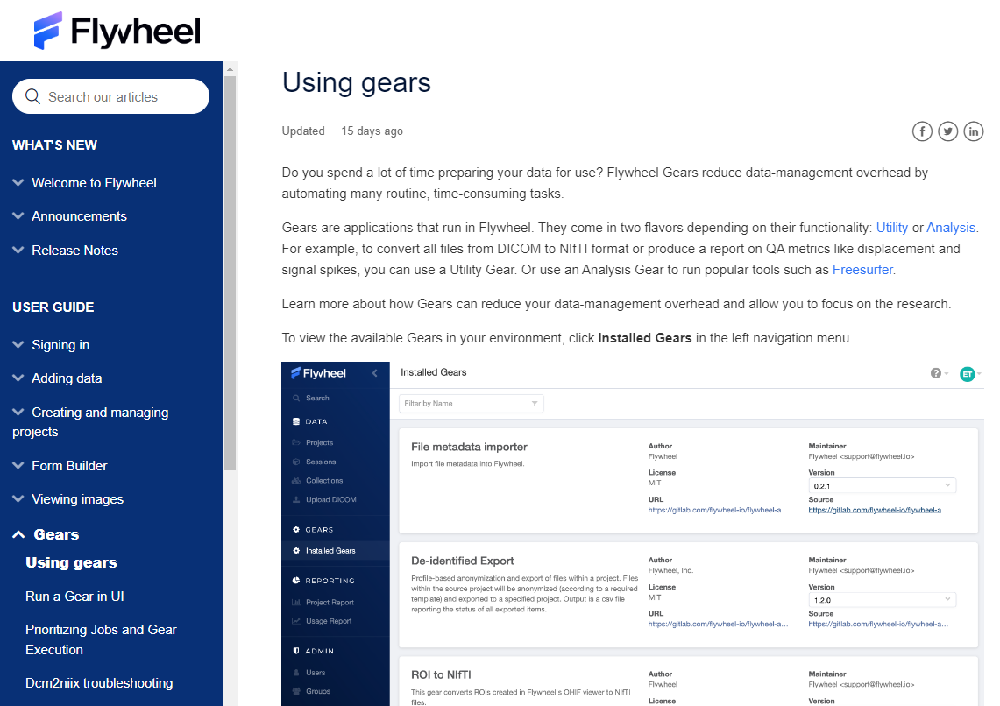 Flywheel
Search our articles
WHAT'S NEW
Welcome to Flywheel
Announcements
Release Notes
USER GUIDE
Signing in
Adding data
Creating and managing
projects
Form Builder
Viewing images
Gears
Using gears
Run a Gear in UI
Prioritizing Jobs and Gear
Execution
Dcm2niix troubleshooting
Using gears
Updated · 15 days ago
Do you spend a lot of time preparing your data for use? Flywheel Gears reduce data-management overhead by
automating many routine, time-consuming tasks.
Gears are applications that run in Flywheel. They come in two flavors depending on their functionality: Utility or Analysis.
For example, to convert all files from DICOM to NIfTI format or produce a report on QA metrics like displacement and
signal spikes, you can use a Utility Gear. Or use an Analysis Gear to run popular tools such as Freesurfer.
Learn more about how Gears can reduce your data-management overhead and allow you to focus on the research.
To view the available Gears in your environment, click Installed Gears in the left navigation menu.
Flywheel
Search
DATA
Projects
Sessions
Collections
Upload DICOM
GEARS
Installed Gears
REPORTING
Project Report
Usage Report
ADMIN
Users
Groups
Installed Gears
ET
Filter by Name
File metadata importer
Import file metadata into Flywheel.
Author
Flywheel
License
MIT
URL
https://gitlab.com/flywheel-io/flywheel-a...
Maintainer
Flywheel <support@flywheel.io>
Version
0.2.1
Source
https://gitlab.com/flywheel-io/flywheel-a...
De-identified Export
Profile-based anonymization and export of files within a project. Files
within the source project will be anonymized (according to a required
template) and exported to a specified project. Output is a csv file
reporting the status of all exported items.
Author
Flywheel, Inc.
License
MIT
URL
https://gitlab.com/flywheel-io/flywheel-a...
Maintainer
Flywheel <support@flywheel.io>
Version
1.2.0
Source
https://gitlab.com/flywheel-io/flywheel-a...
ROI to NIfTI
This gear converts ROIs created in Flywheel's OHIF viewer to NIfTI
files.
Author
Flywheel
License
Maintainer
Flywheel <support@flywheel.io>
Version